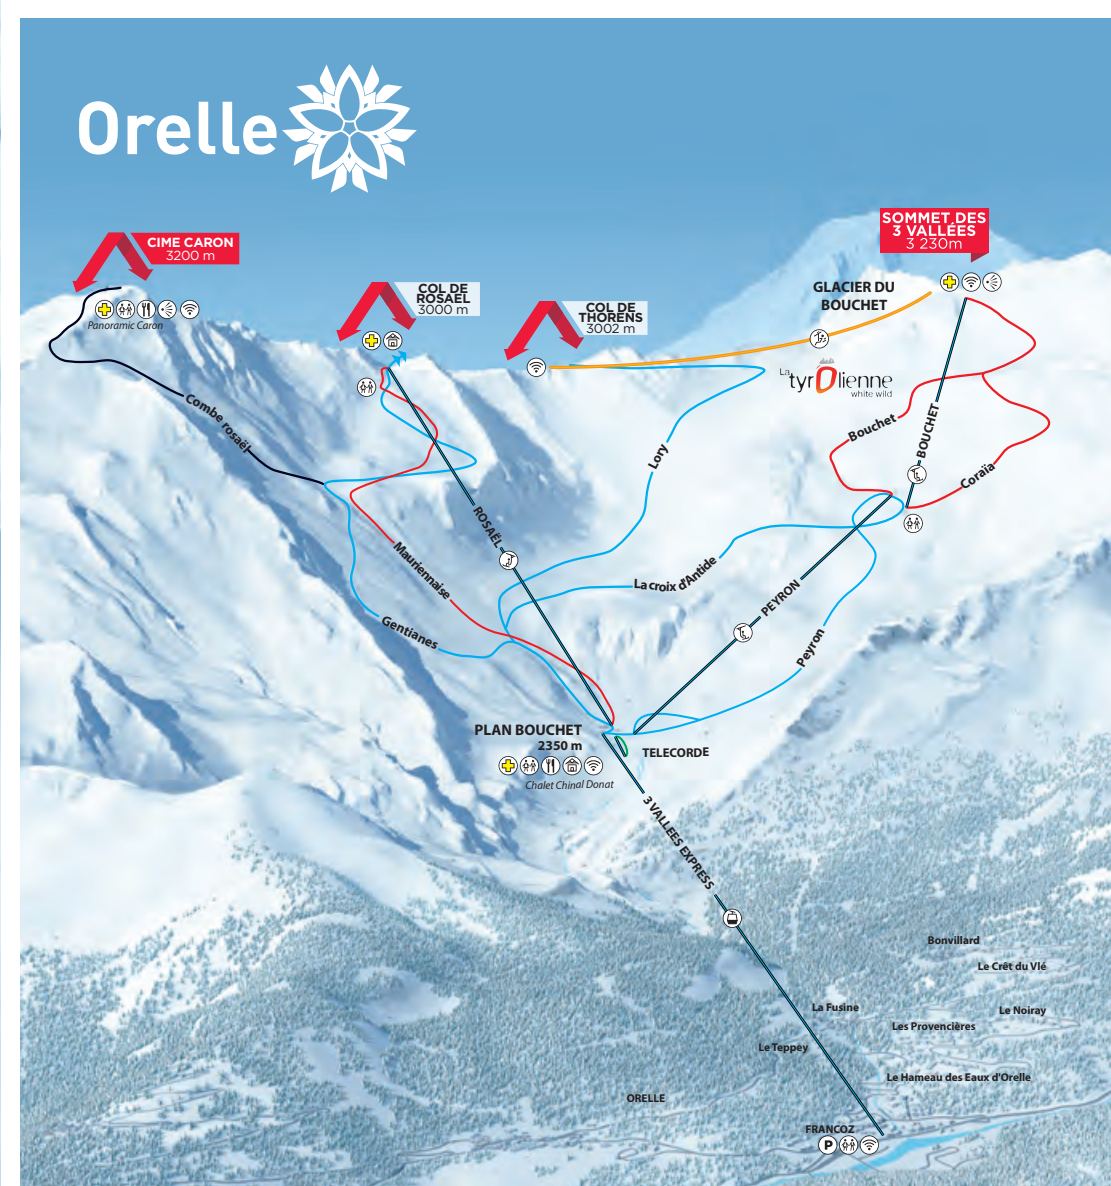 Orelle
SOMMET DES
3 VALLÉES
3 230m
CIME CARON
3200 m
Panoramic Caron
COL DE
ROSAËL
3000 m
COL DE
THORENS
3002 m
GLACIER DU
BOUCHET
La
tyrOlienne
white wild
Combe rosaël
Lory
Bouchet
BOUCHET
Coraïa
ROSAËL
Mauriennaise
La croix d'Antide
PEYRON
Gentianes
Peyron
PLAN BOUCHET
2350 m
TELECORDE
Chalet Chinal Donat
3 VALLEES EXPRESS
Bonvillard
Le Crêt du Vlé
La Fusine
Le Noiray
Les Provencières
Le Teppey
Le Hameau des Eaux d'Orelle
ORELLE
FRANCOZ
P